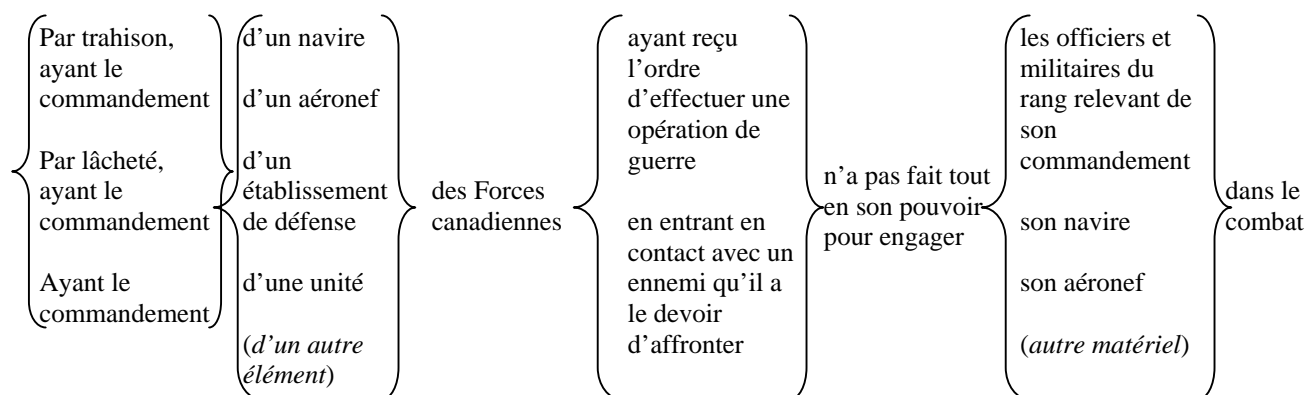 Par trahison,
ayant le
commandement
Par lâcheté,
ayant le
commandement
Ayant le
commandement
d’un navire
d’un aéronef
d’un
établissement
de défense
d’une unité
(d’un autre
élément)
des Forces
canadiennes
ayant reçu
l’ordre
d’effectuer une
opération de
guerre
en entrant en
contact avec un
ennemi qu’il a
le devoir
d’affronter
n'a pas fait tout
en son pouvoir
pour engager
les officiers et
militaires du
rang relevant de
son
commandement
son navire
son aéronef
(autre matériel)
dans le
combat